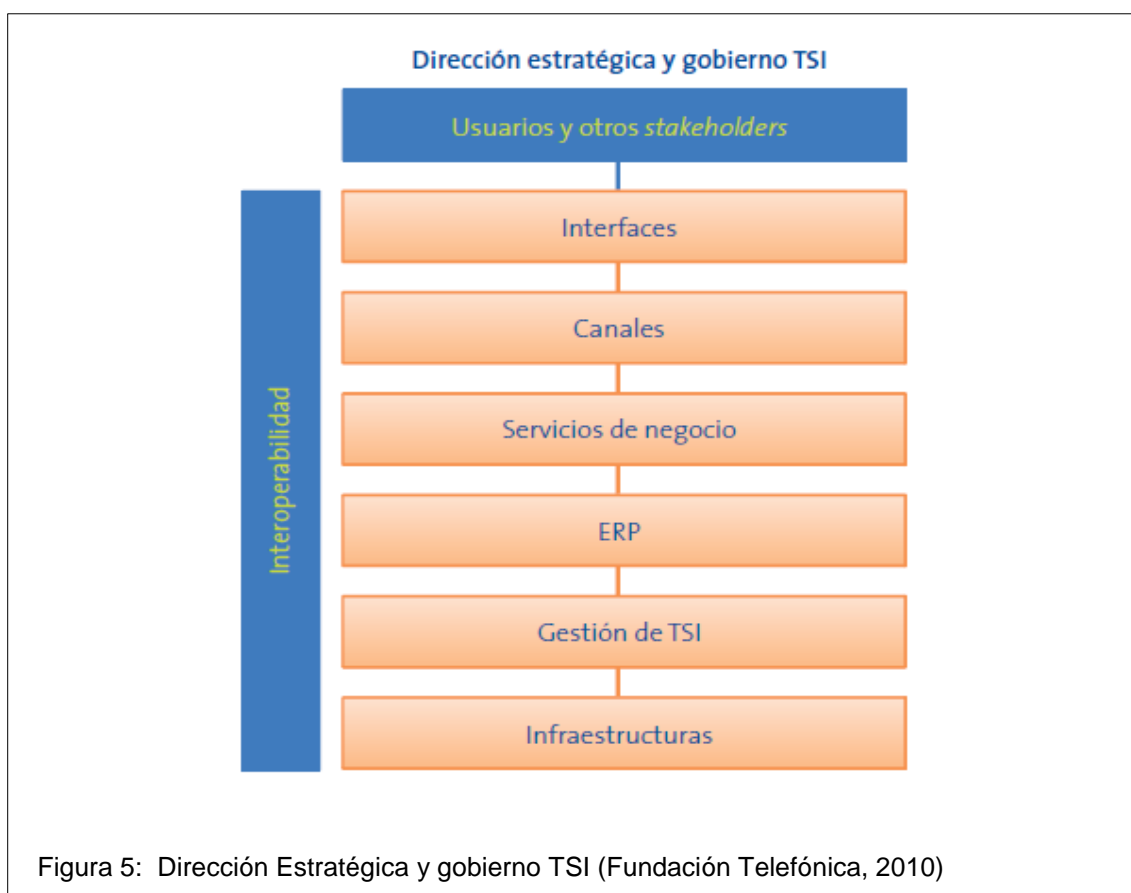 Dirección estratégica y gobierno TSI
Usuarios y otros stakeholders
Interoperabilidad
Interfaces
Canales
Servicios de negocio
ERP
Gestión de TSI
Infraestructuras
Figura 5: Dirección Estratégica y gobierno TSI (Fundación Telefónica, 2010)